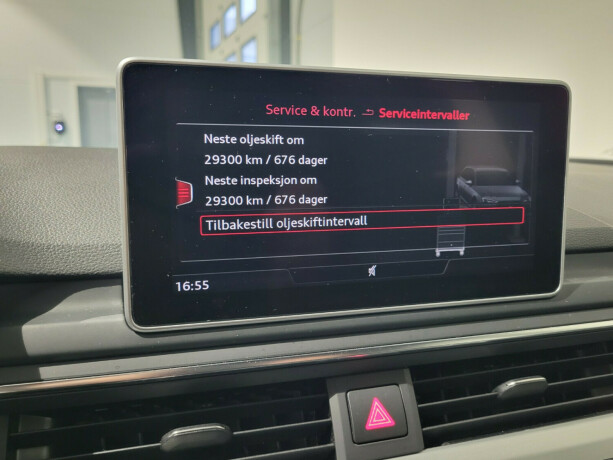 Service & kontr. Serviceintervaller
Neste oljeskift om
29300 km / 676 dager
Neste inspeksjon om
29300 km / 676 dager
Tilbakestill oljeskiftintervall
16:55